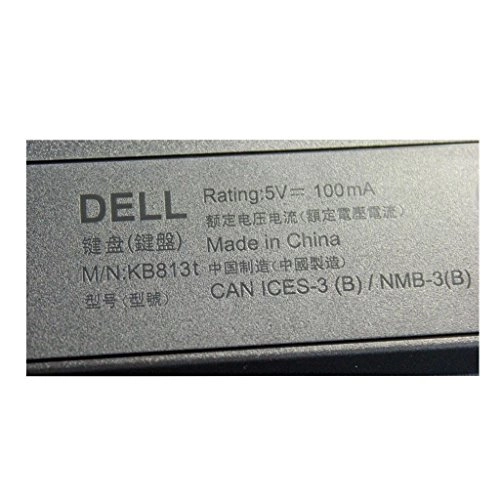 DELL Rating:5V⎓ 100mA
额定电压电流(額定電壓電流)
键盘(鍵盤) Made in China
M/N:KB813t 中国制造(中國製造)
型号(型號) CAN ICES-3 (B) / NMB-3(B)